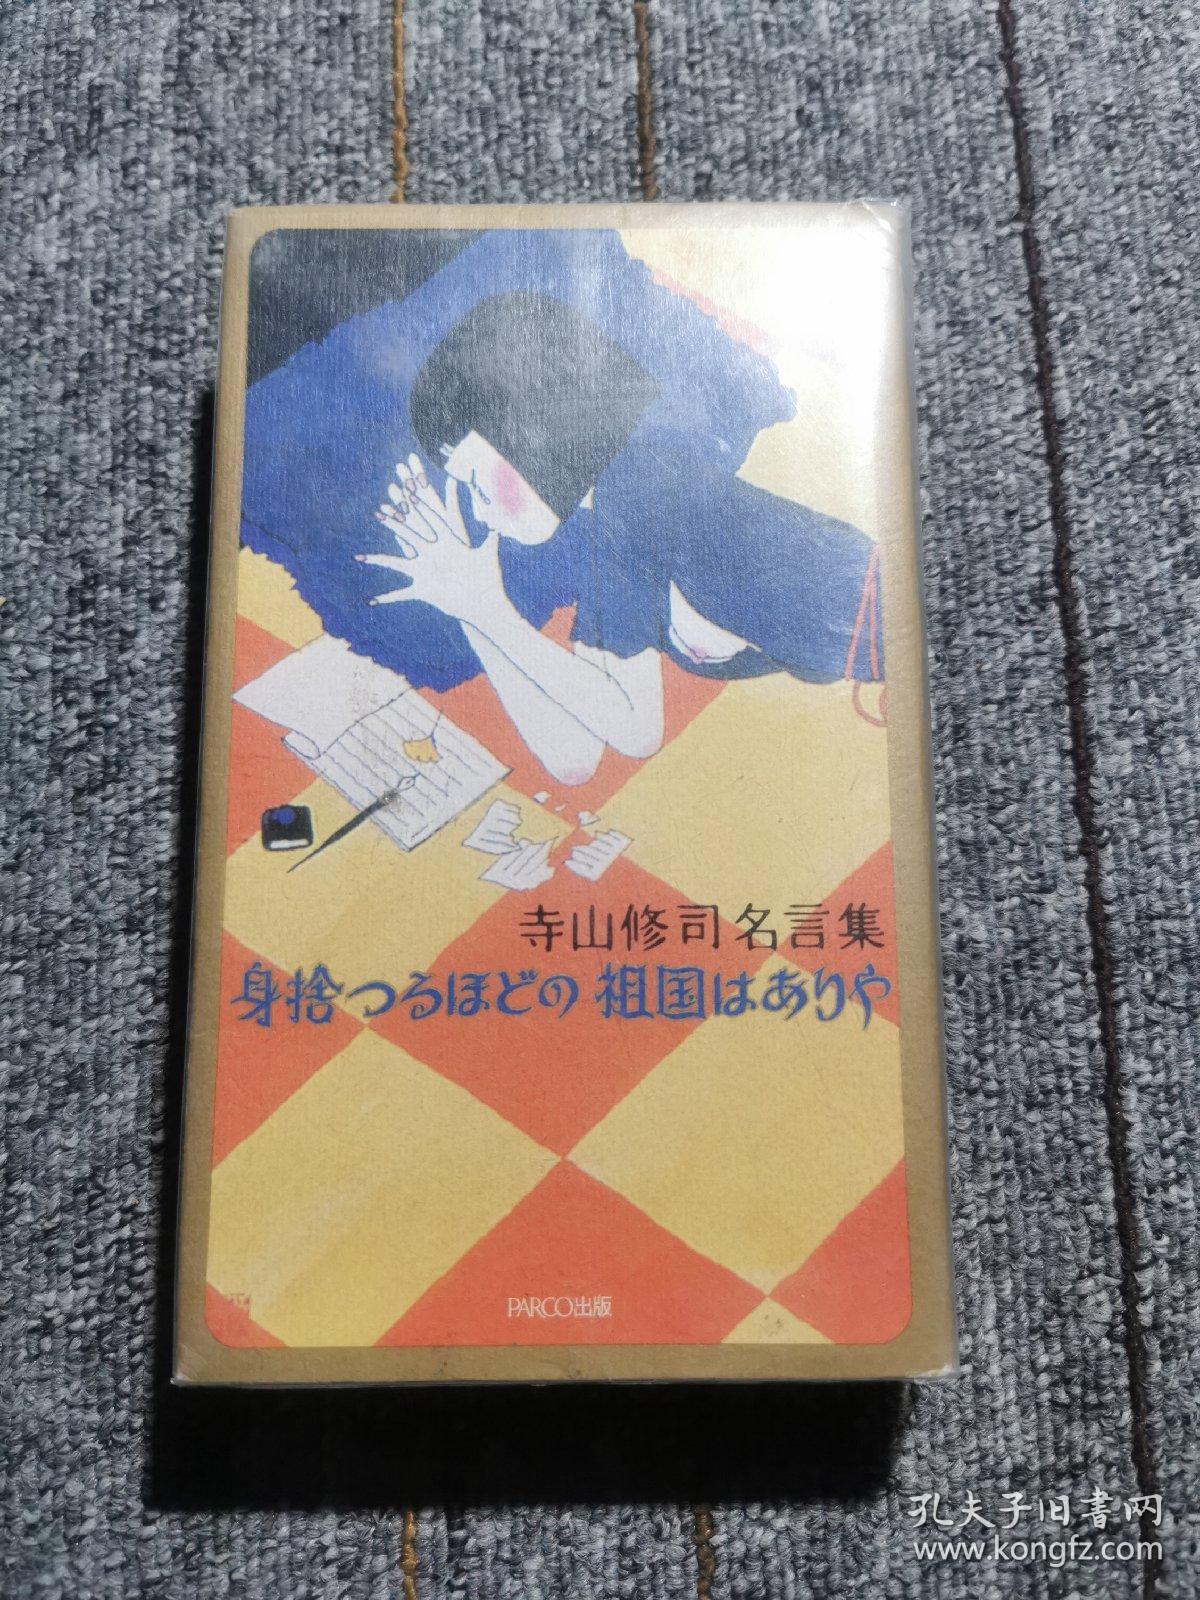 寺山修司名言集
身捨つるほどの 祖国はありや
PARCO出版
孔夫子旧書网
www.kongfz.com